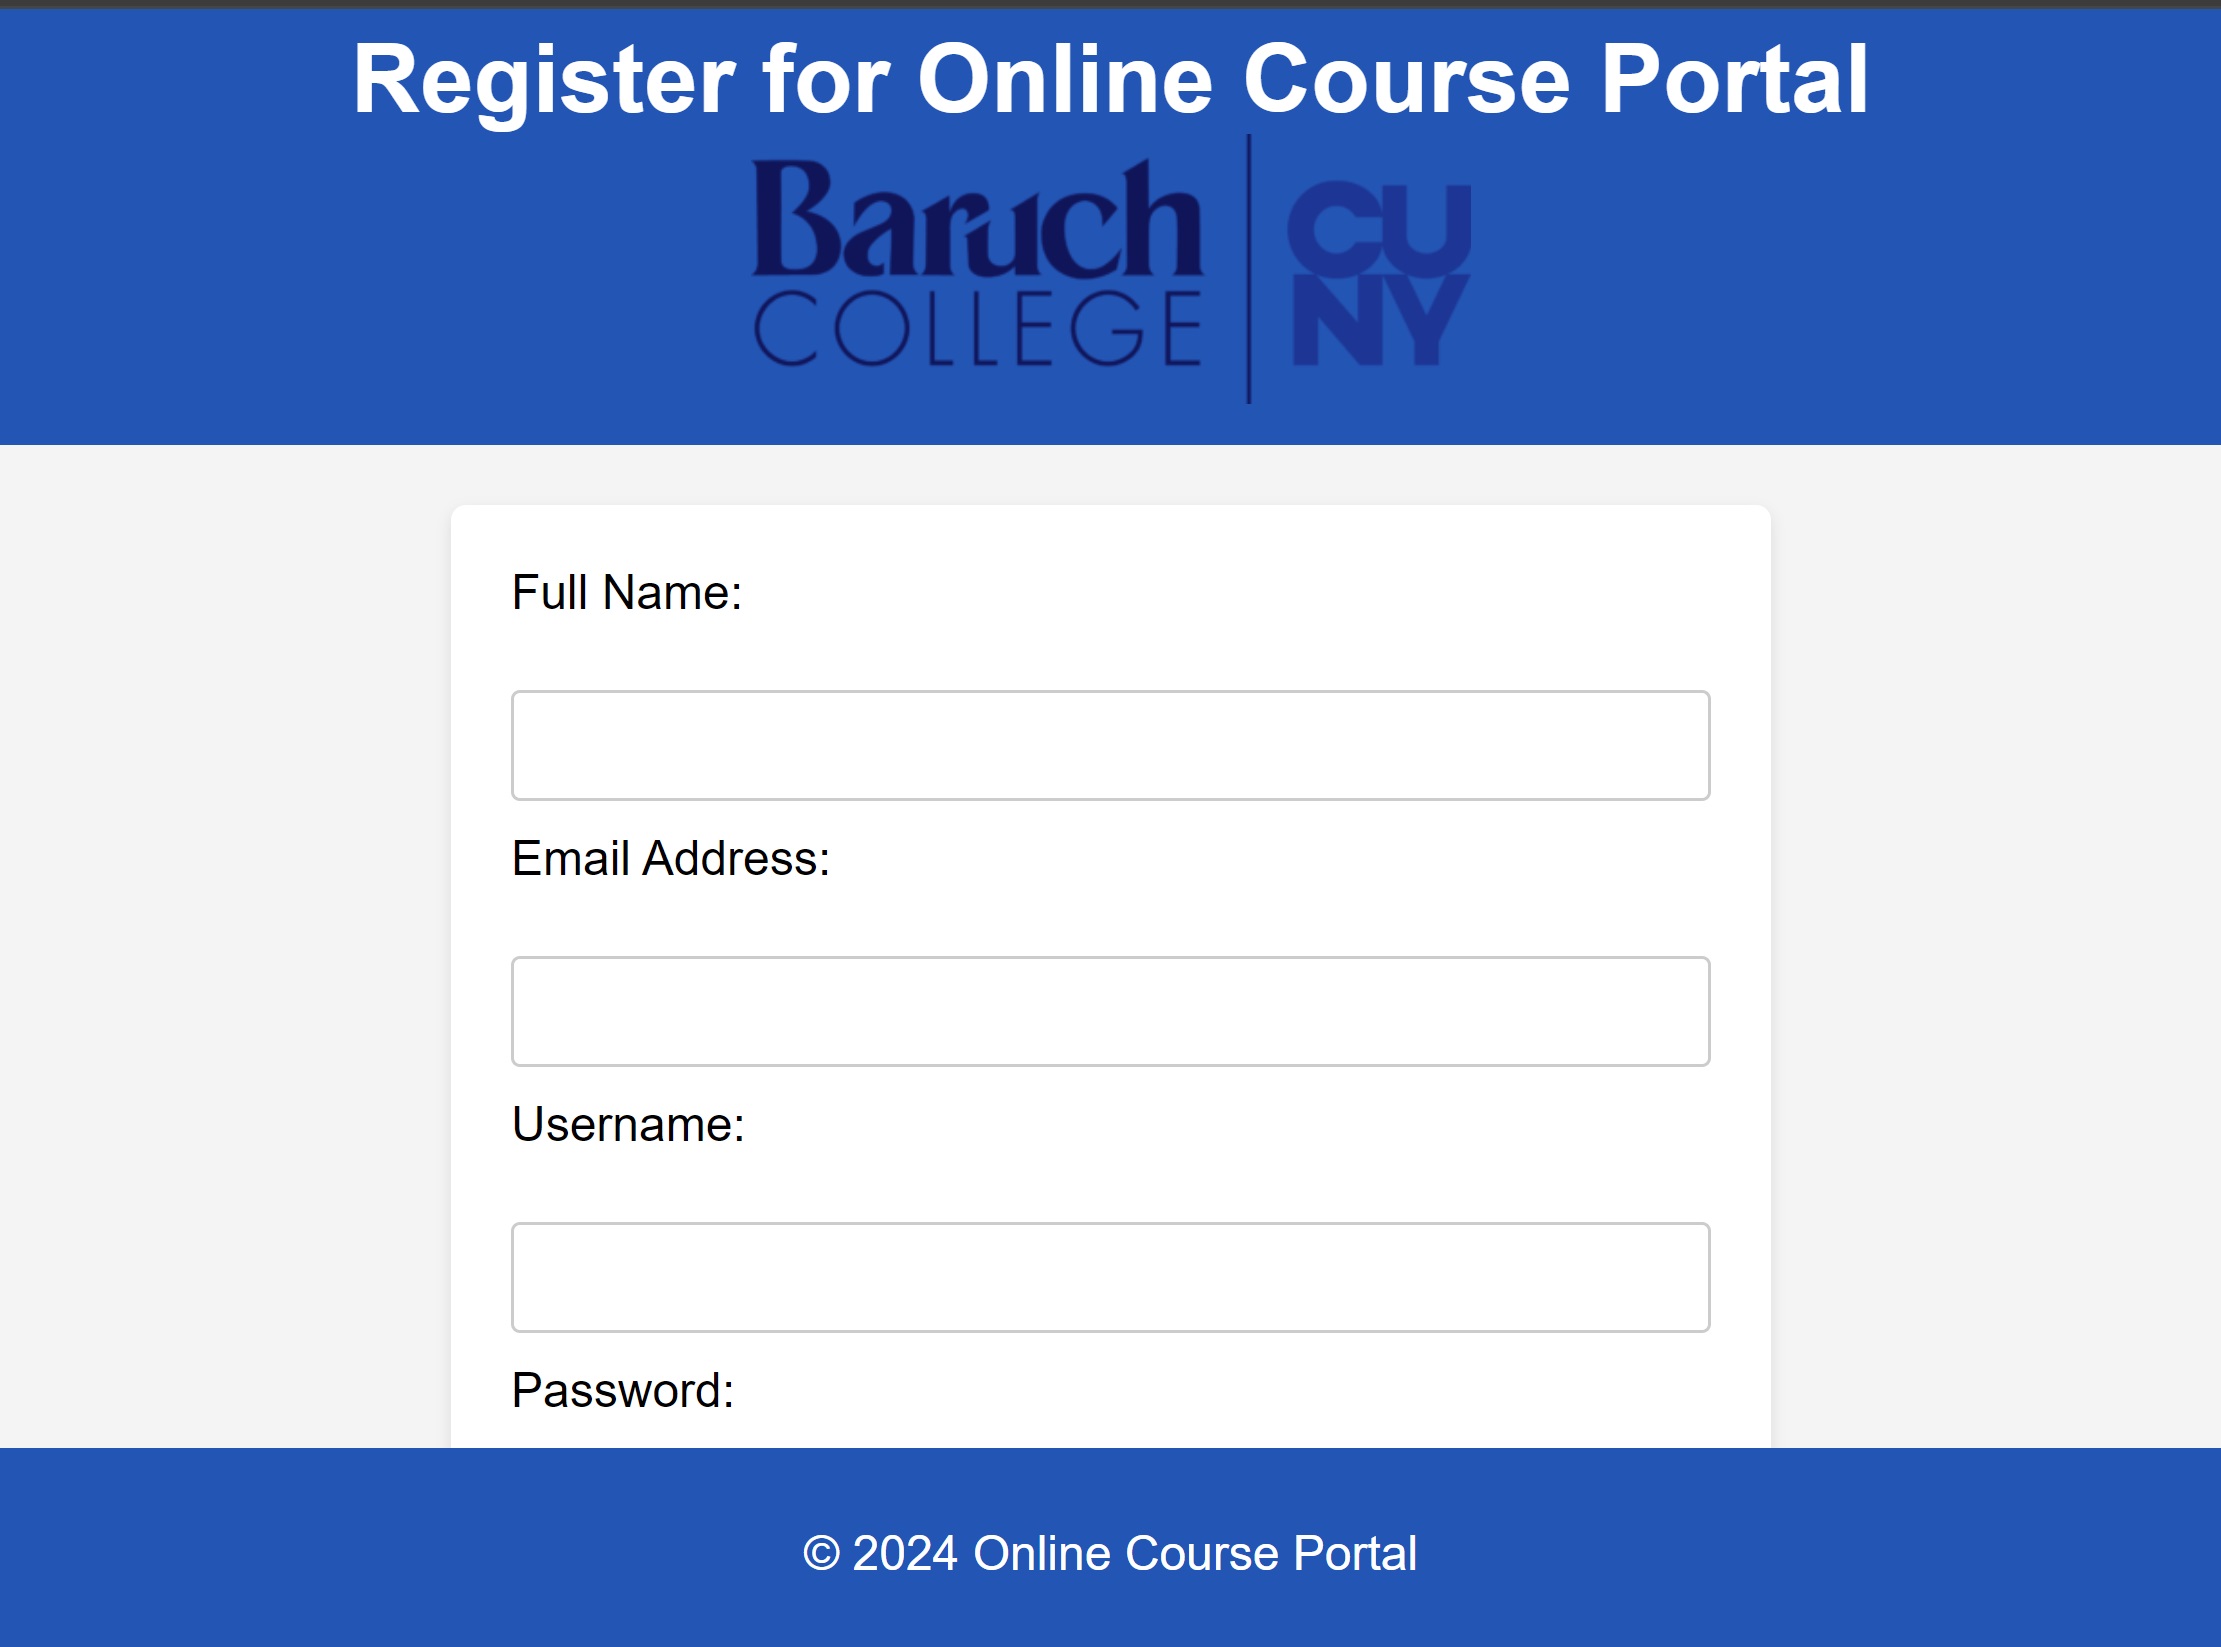 Register for Online Course Portal
Baruch
COLLEGE
CU
NY
Full Name:
Email Address:
Username:
Password:
© 2024 Online Course Portal